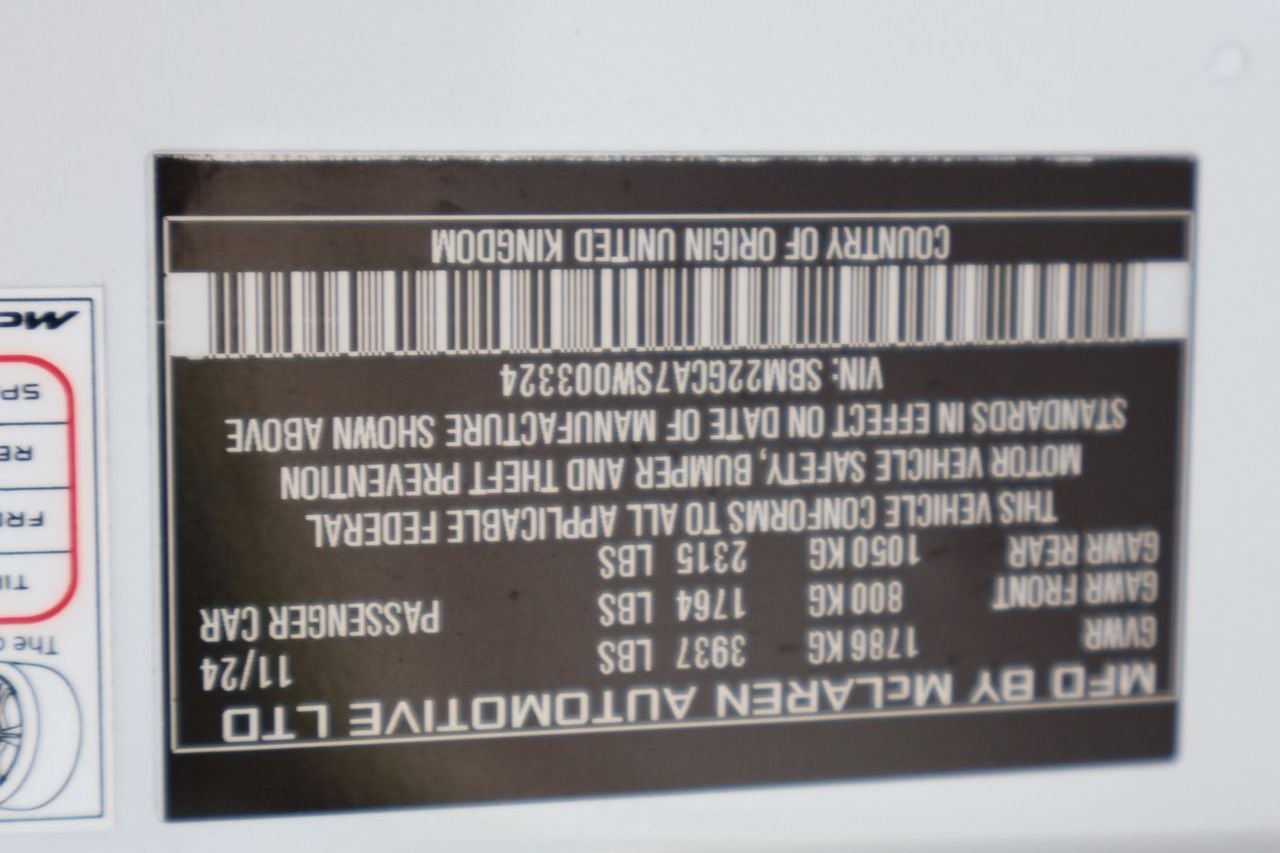 MFD BY McLAREN AUTOMOTIVE LTD
11/24
GVWR 1786 KG 3937 LBS
GAWR FRONT 800 KG 1764 LBS PASSENGER CAR
GAWR REAR 1050 KG 2315 LBS
THIS VEHICLE CONFORMS TO ALL APPLICABLE FEDERAL
MOTOR VEHICLE SAFETY, BUMPER AND THEFT PREVENTION
STANDARDS IN EFFECT ON DATE OF MANUFACTURE SHOWN ABOVE
VIN: SBM22GCA7SW003324
COUNTRY OF ORIGIN UNITED KINGDOM
The